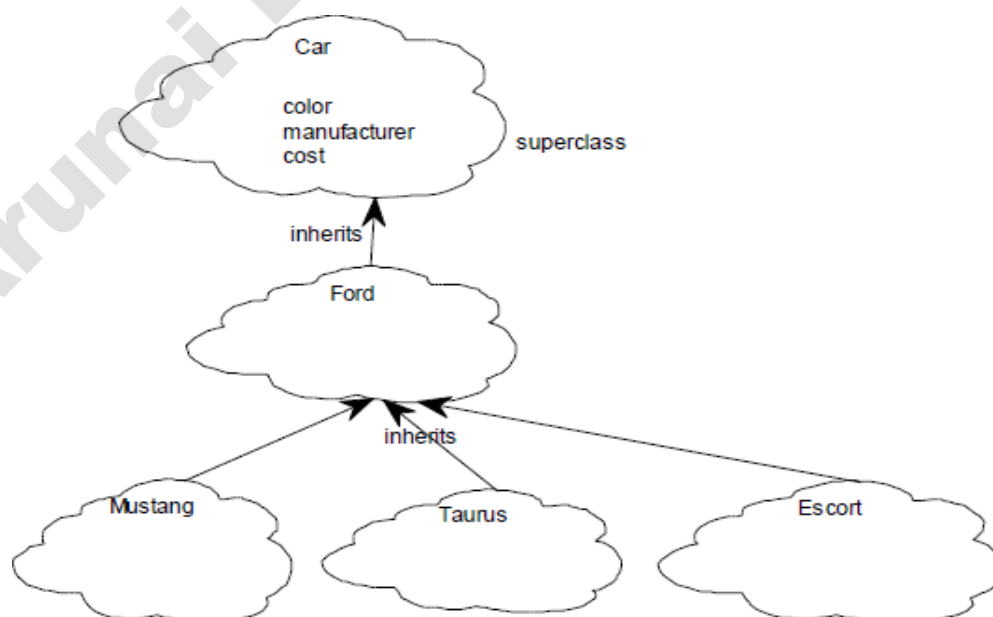 Car
color
manufacturer
cost
superclass
inherits
Ford
inherits
Mustang
Taurus
Escort